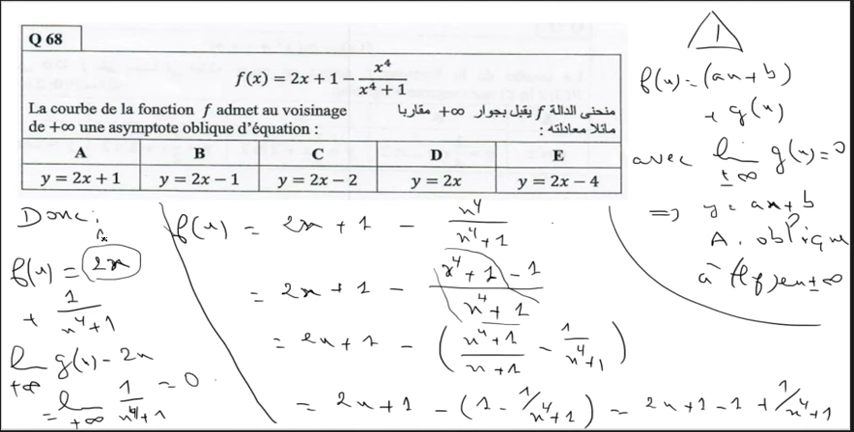 Q 68
f(x) = 2x + 1 - x⁴/(x⁴ + 1)
La courbe de la fonction f admet au voisinage
de +∞ une asymptote oblique d'équation :
منحنى الدالة f يقبل بجوار +∞، مقاربا
مائلا معادلته :
A B C D E
y = 2x + 1 y = 2x − 1 y = 2x − 2 y = 2x y = 2x − 4
1
f(x) = (ax + b)
+ g(x)
avec lim g(x) = 0
±∞
=> y = ax + b
A. oblique
à (Cf) en ±∞
f(x) = 2x + 1 - x⁴/(x⁴+1)
= 2x + 1 - (x⁴ + 1 - 1)/(x⁴ + 1)
= 2x + 1 - ((x⁴+1)/(x+1) - 1/(x⁴+1))
= 2x + 1 - (1 - 1/(x⁴+1)) = 2x + 1 - 1 + 1/(x⁴+1)
Donc :
f(x) = 2x
+ 1/(x⁴+1)
lim g(x) - 2x
+∞
= lim 1/(x⁴+1) = 0
+∞